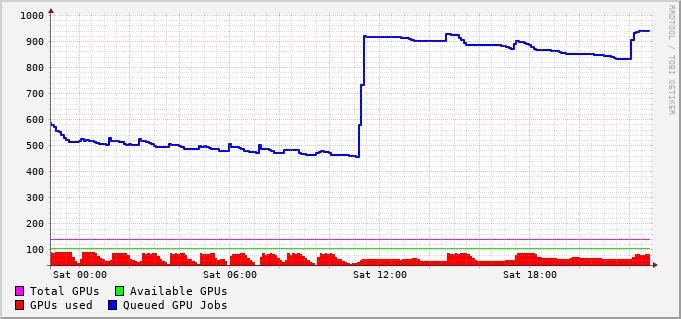 1000
900
800
700
600
500
400
300
200
100
Sat 00:00 Sat 06:00 Sat 12:00 Sat 18:00
Total GPUs Available GPUs
GPUs used Queued GPU Jobs
RRDTOOL / TOBI OETIKER